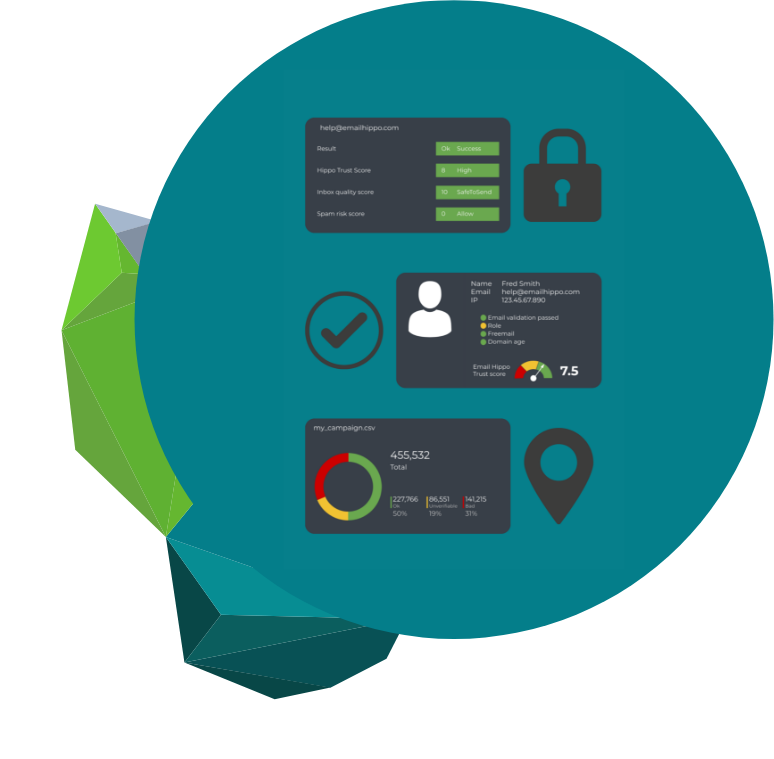 help@emailhippo.com
Result Ok Success
Hippo Trust Score 8 High
Inbox quality score 10 SafeToSend
Spam risk score 0 Allow
Name Fred Smith
Email help@emailhippo.com
IP 123.45.67.890
Email validation passed
Role
Freemail
Domain age
Email Hippo
Trust score 7.5
my_campaign.csv
455,532
Total
227,766 86,551 141,215
Ok Unverifiable Bad
50% 19% 31%